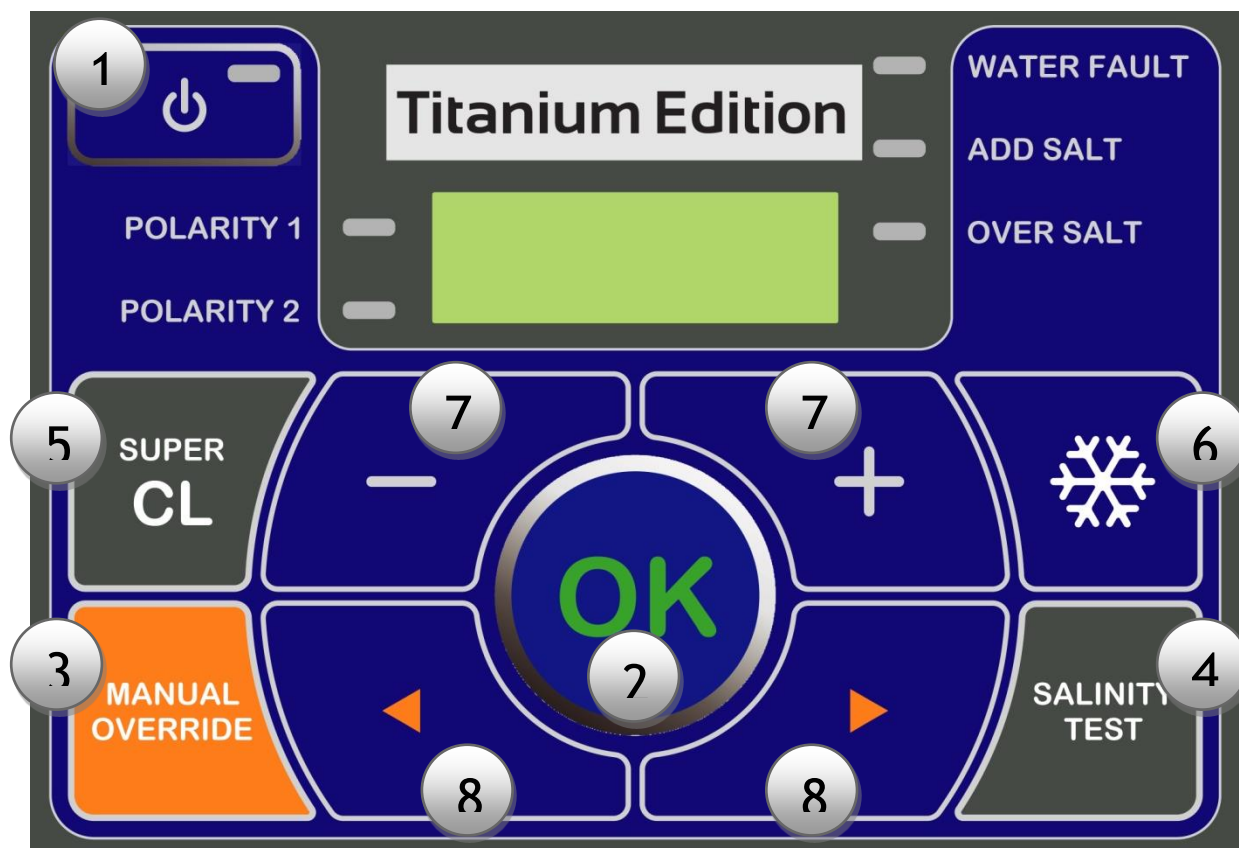 1
WATER FAULT
Titanium Edition
ADD SALT
POLARITY 1
OVER SALT
POLARITY 2
7
7
5
SUPER
CL
6
− +
OK
3
MANUAL
OVERRIDE
2
SALINITY
TEST
4
8
8